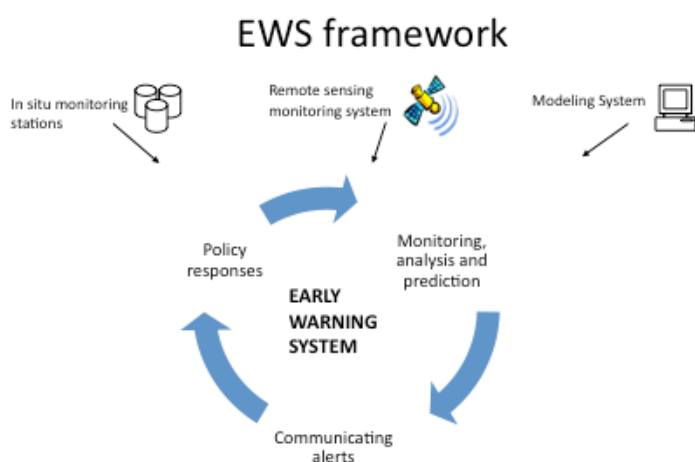 EWS framework
In situ monitoring
stations
Remote sensing
monitoring system
Modeling System
Policy
responses
Monitoring,
analysis and
prediction
EARLY
WARNING
SYSTEM
Communicating
alerts